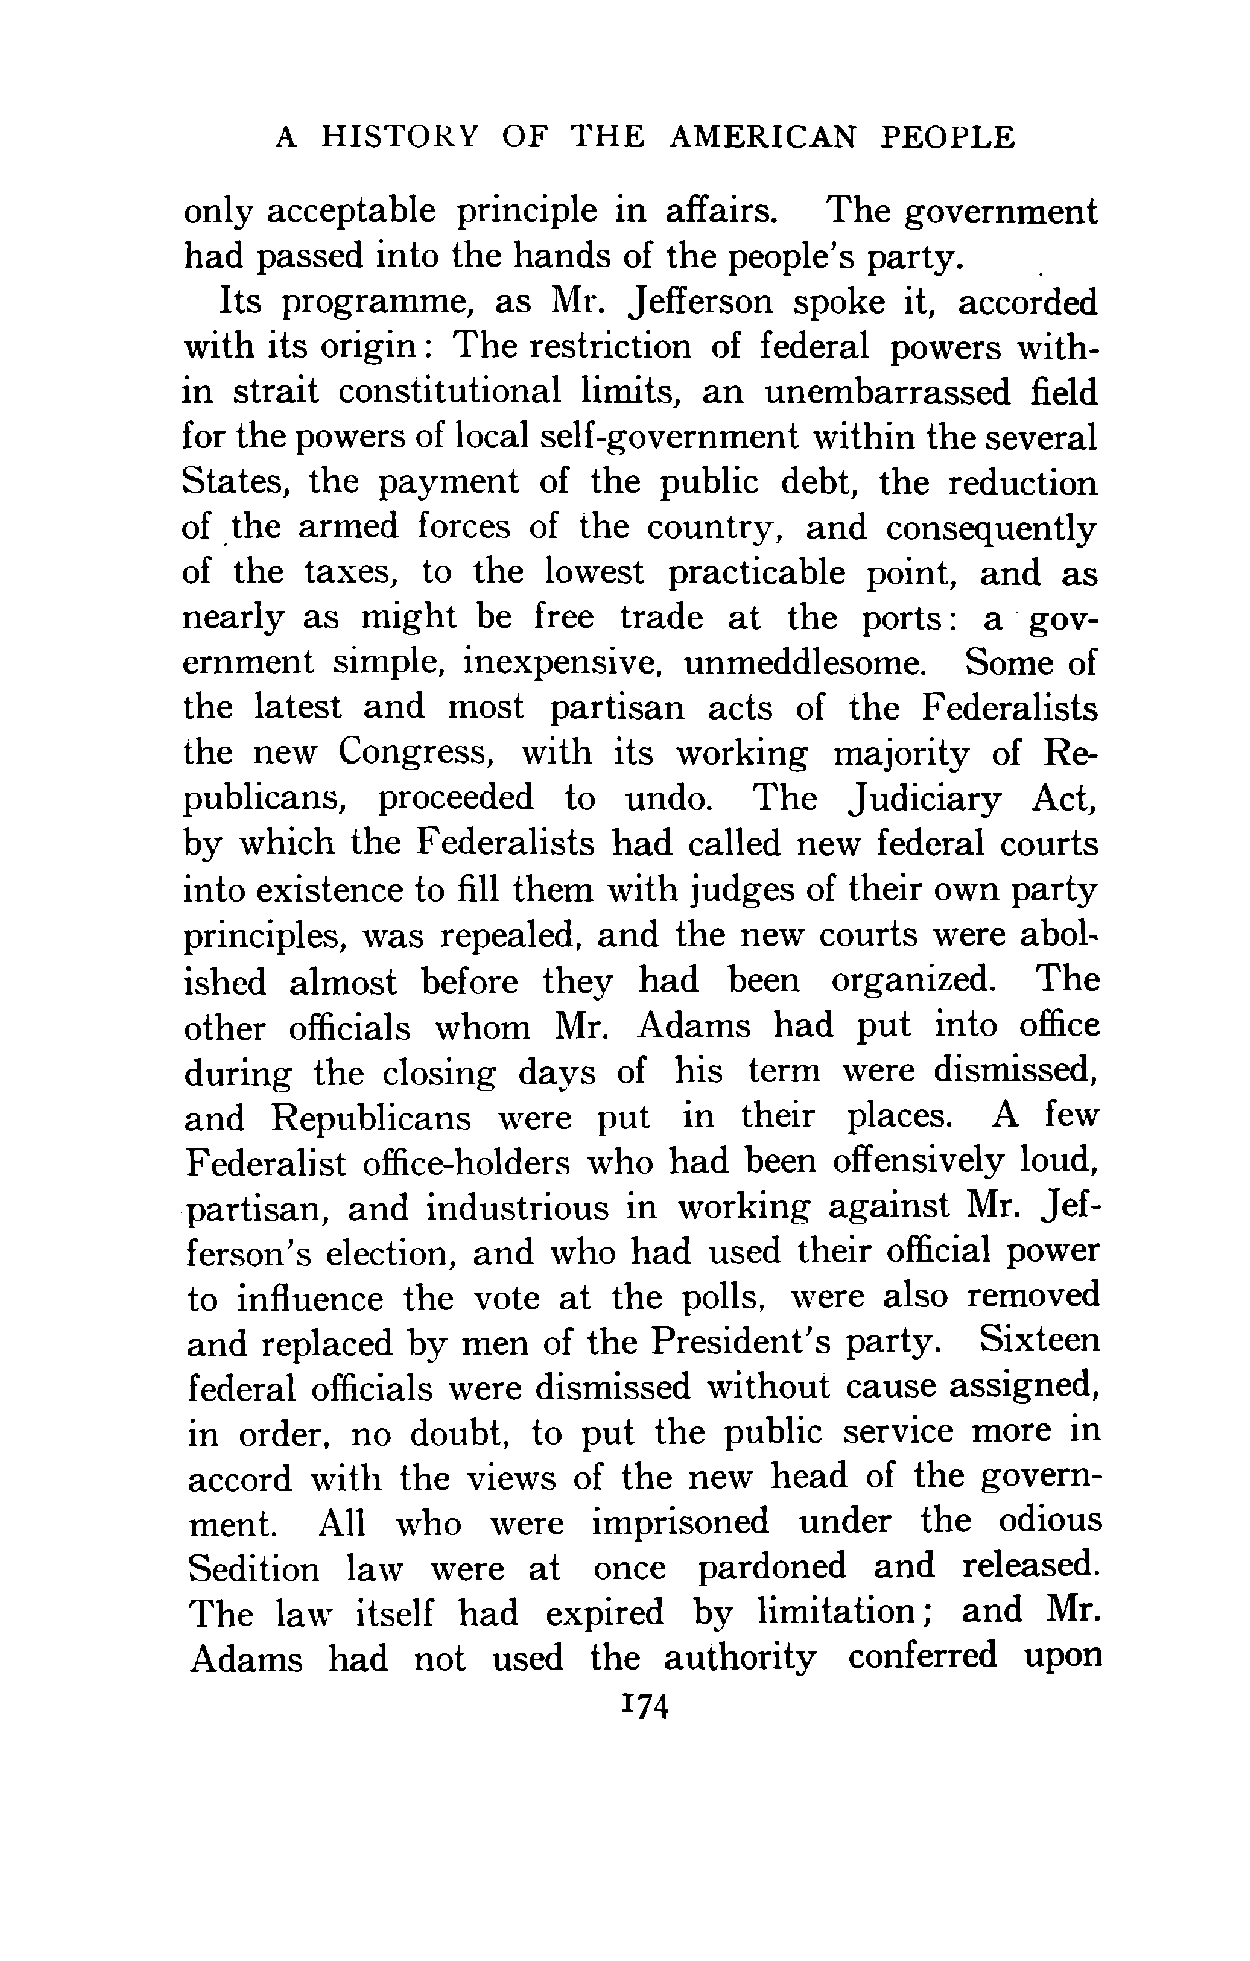 A HISTORY OF THE AMERICAN PEOPLE
only acceptable principle in affairs. The government
had passed into the hands of the people's party.
Its programme, as Mr. Jefferson spoke it, accorded
with its origin: The restriction of federal powers with-
in strait constitutional limits, an unembarrassed field
for the powers of local self-government within the several
States, the payment of the public debt, the reduction
of the armed forces of the country, and consequently
of the taxes, to the lowest practicable point, and as
nearly as might be free trade at the ports: a gov-
ernment simple, inexpensive, unmeddlesome. Some of
the latest and most partisan acts of the Federalists
the new Congress, with its working majority of Re-
publicans, proceeded to undo. The Judiciary Act,
by which the Federalists had called new federal courts
into existence to fill them with judges of their own party
principles, was repealed, and the new courts were abol-
ished almost before they had been organized. The
other officials whom Mr. Adams had put into office
during the closing days of his term were dismissed,
and Republicans were put in their places. A few
Federalist office-holders who had been offensively loud,
partisan, and industrious in working against Mr. Jef-
ferson's election, and who had used their official power
to influence the vote at the polls, were also removed
and replaced by men of the President's party. Sixteen
federal officials were dismissed without cause assigned,
in order, no doubt, to put the public service more in
accord with the views of the new head of the govern-
ment. All who were imprisoned under the odious
Sedition law were at once pardoned and released.
The law itself had expired by limitation; and Mr.
Adams had not used the authority conferred upon
174